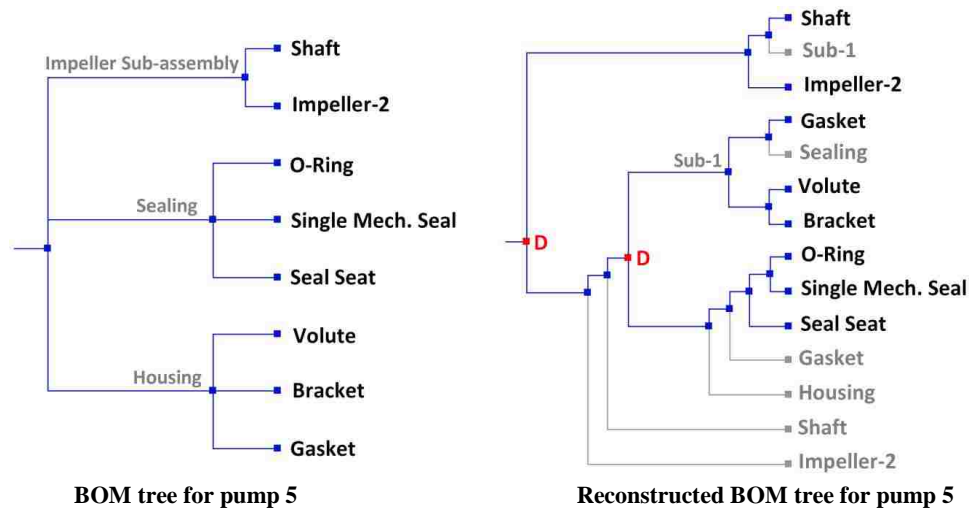 Shaft
Impeller Sub-assembly
Impeller-2
O-Ring
Sealing
Single Mech. Seal
Seal Seat
Volute
Housing
Bracket
Gasket
BOM tree for pump 5
Shaft
Sub-1
Impeller-2
Gasket
Sealing
Sub-1
Volute
Bracket
D
D
O-Ring
Single Mech. Seal
Seal Seat
Gasket
Housing
Shaft
Impeller-2
Reconstructed BOM tree for pump 5